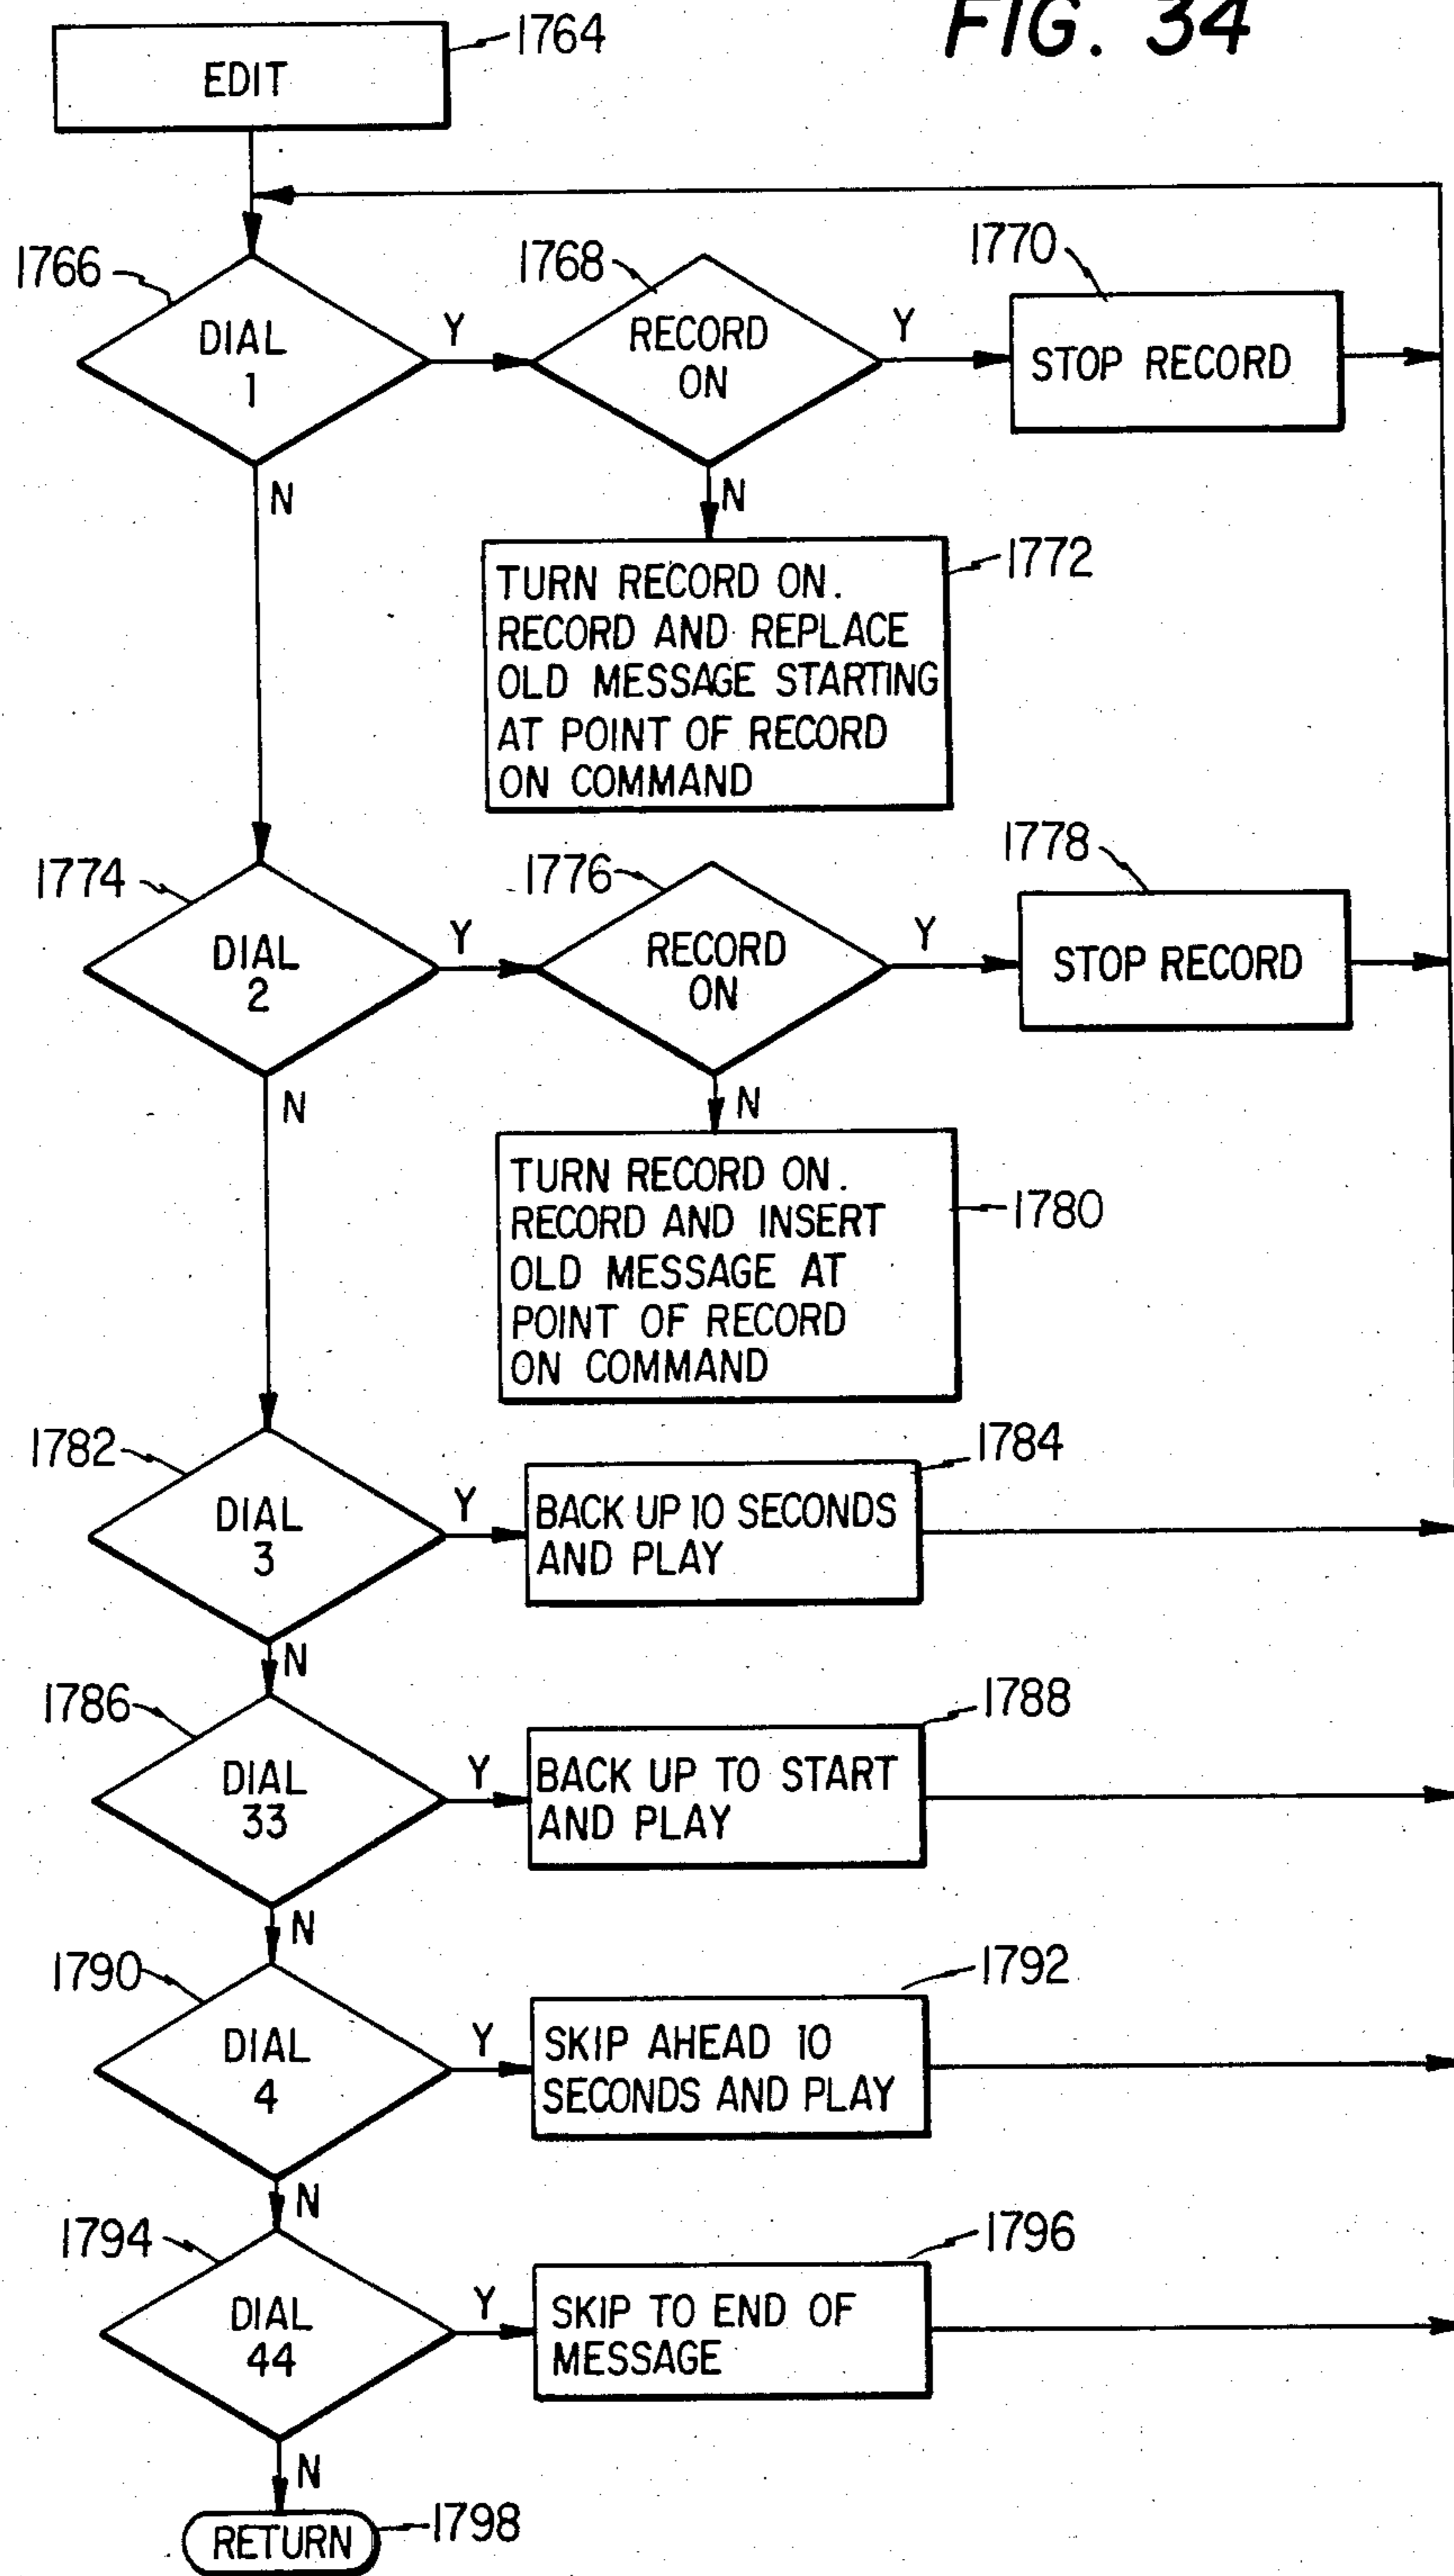 FIG. 34
1764
EDIT
1766
DIAL
1
Y
N
1768
RECORD
ON
Y
N
1770
STOP RECORD
1772
TURN RECORD ON.
RECORD AND REPLACE
OLD MESSAGE STARTING
AT POINT OF RECORD
ON COMMAND
1774
DIAL
2
Y
N
1776
RECORD
ON
Y
N
1778
STOP RECORD
1780
TURN RECORD ON.
RECORD AND INSERT
OLD MESSAGE AT
POINT OF RECORD
ON COMMAND
1782
DIAL
3
Y
N
1784
BACK UP 10 SECONDS
AND PLAY
1786
DIAL
33
Y
N
1788
BACK UP TO START
AND PLAY
1790
DIAL
4
Y
N
1792
SKIP AHEAD 10
SECONDS AND PLAY
1794
DIAL
44
Y
N
1796
SKIP TO END OF
MESSAGE
RETURN
1798